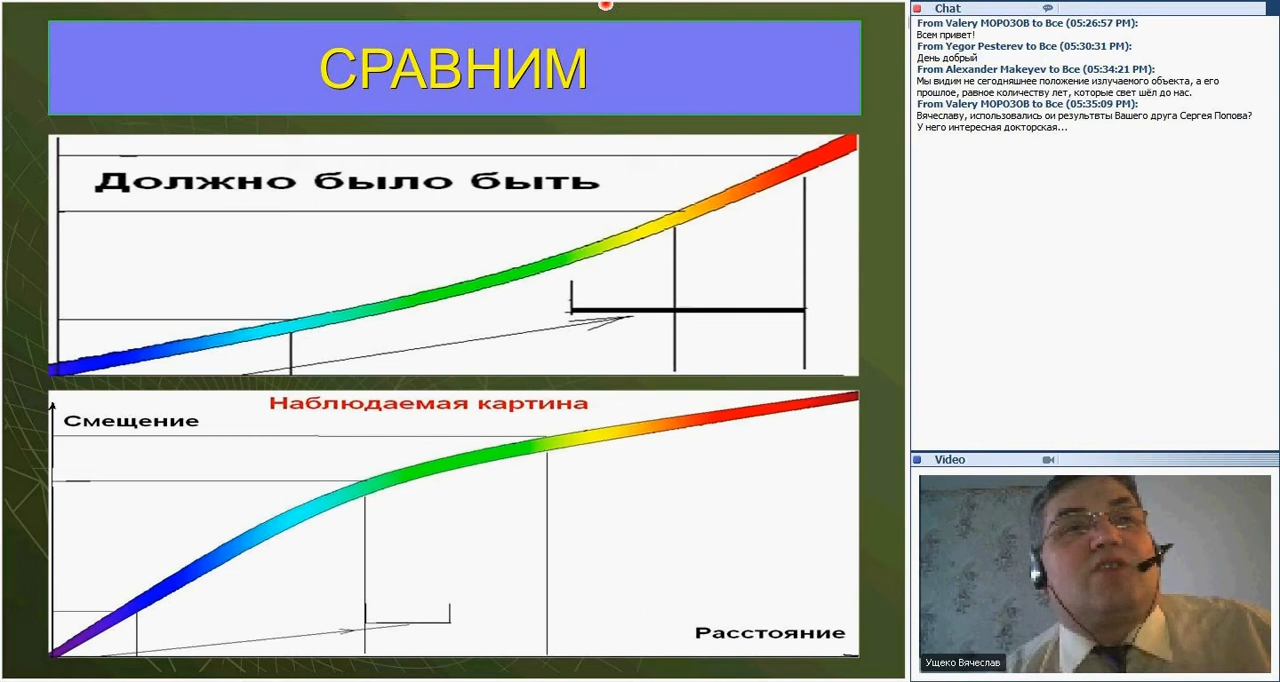 СРАВНИМ
Должно было быть
Наблюдаемая картина
Смещение
Расстояние
Chat
From Valery МОРОЗОВ to Все (05:26:57 PM):
Всем привет!
From Yegor Pesterev to Все (05:30:31 PM):
День добрый
From Alexander Makeyev to Все (05:34:21 PM):
Мы видим не сегодняшнее положение излучаемого объекта, а его
прошлое, равное количеству лет, которые свет шёл до нас.
From Valery МОРОЗОВ to Все (05:35:09 PM):
Вячеславу, использовались ои результвты Вашего друга Сергея Попова?
У него интересная докторская...
Video
Ущеко Вячеслав